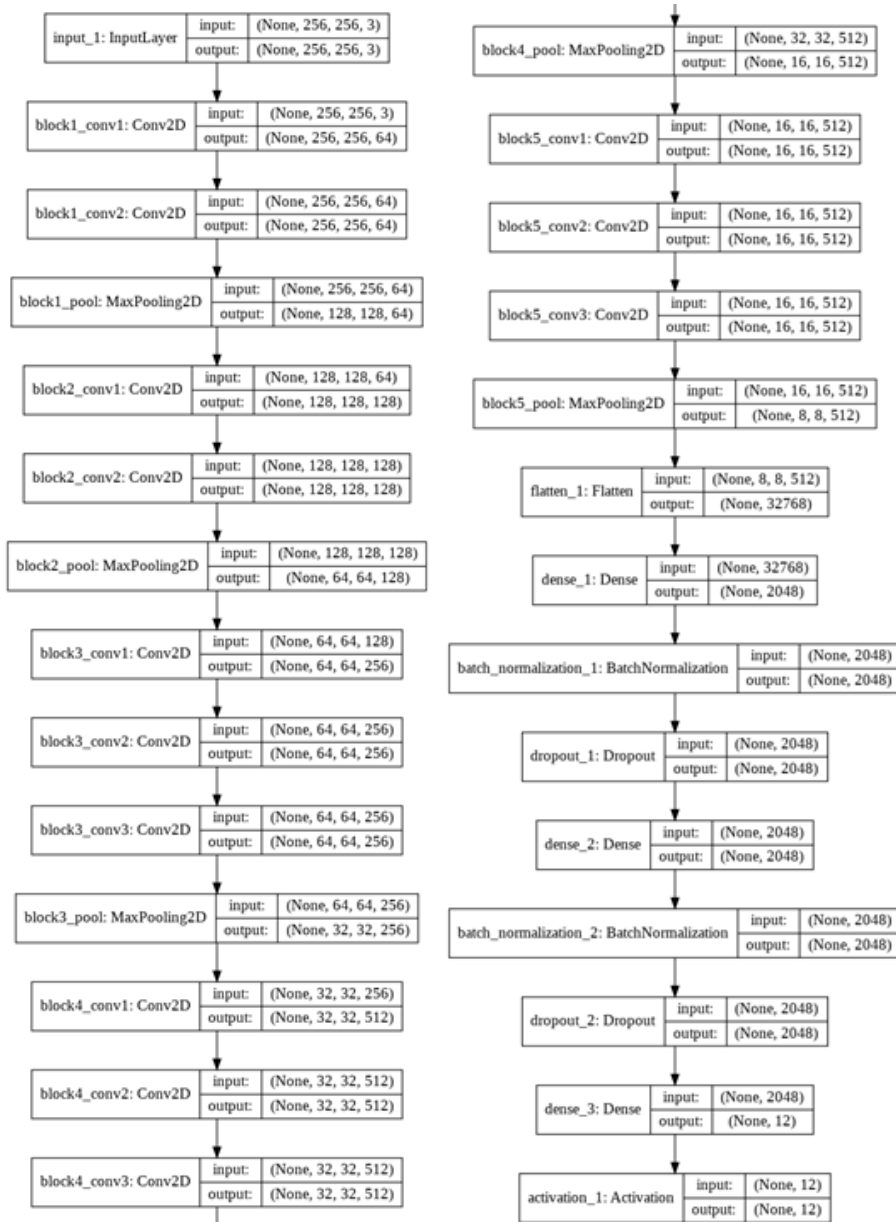 input_1: InputLayer
input: (None, 256, 256, 3)
output: (None, 256, 256, 3)
block1_conv1: Conv2D
input: (None, 256, 256, 3)
output: (None, 256, 256, 64)
block1_conv2: Conv2D
input: (None, 256, 256, 64)
output: (None, 256, 256, 64)
block1_pool: MaxPooling2D
input: (None, 256, 256, 64)
output: (None, 128, 128, 64)
block2_conv1: Conv2D
input: (None, 128, 128, 64)
output: (None, 128, 128, 128)
block2_conv2: Conv2D
input: (None, 128, 128, 128)
output: (None, 128, 128, 128)
block2_pool: MaxPooling2D
input: (None, 128, 128, 128)
output: (None, 64, 64, 128)
block3_conv1: Conv2D
input: (None, 64, 64, 128)
output: (None, 64, 64, 256)
block3_conv2: Conv2D
input: (None, 64, 64, 256)
output: (None, 64, 64, 256)
block3_conv3: Conv2D
input: (None, 64, 64, 256)
output: (None, 64, 64, 256)
block3_pool: MaxPooling2D
input: (None, 64, 64, 256)
output: (None, 32, 32, 256)
block4_conv1: Conv2D
input: (None, 32, 32, 256)
output: (None, 32, 32, 512)
block4_conv2: Conv2D
input: (None, 32, 32, 512)
output: (None, 32, 32, 512)
block4_conv3: Conv2D
input: (None, 32, 32, 512)
output: (None, 32, 32, 512)
block4_pool: MaxPooling2D
input: (None, 32, 32, 512)
output: (None, 16, 16, 512)
block5_conv1: Conv2D
input: (None, 16, 16, 512)
output: (None, 16, 16, 512)
block5_conv2: Conv2D
input: (None, 16, 16, 512)
output: (None, 16, 16, 512)
block5_conv3: Conv2D
input: (None, 16, 16, 512)
output: (None, 16, 16, 512)
block5_pool: MaxPooling2D
input: (None, 16, 16, 512)
output: (None, 8, 8, 512)
flatten_1: Flatten
input: (None, 8, 8, 512)
output: (None, 32768)
dense_1: Dense
input: (None, 32768)
output: (None, 2048)
batch_normalization_1: BatchNormalization
input: (None, 2048)
output: (None, 2048)
dropout_1: Dropout
input: (None, 2048)
output: (None, 2048)
dense_2: Dense
input: (None, 2048)
output: (None, 2048)
batch_normalization_2: BatchNormalization
input: (None, 2048)
output: (None, 2048)
dropout_2: Dropout
input: (None, 2048)
output: (None, 2048)
dense_3: Dense
input: (None, 2048)
output: (None, 12)
activation_1: Activation
input: (None, 12)
output: (None, 12)